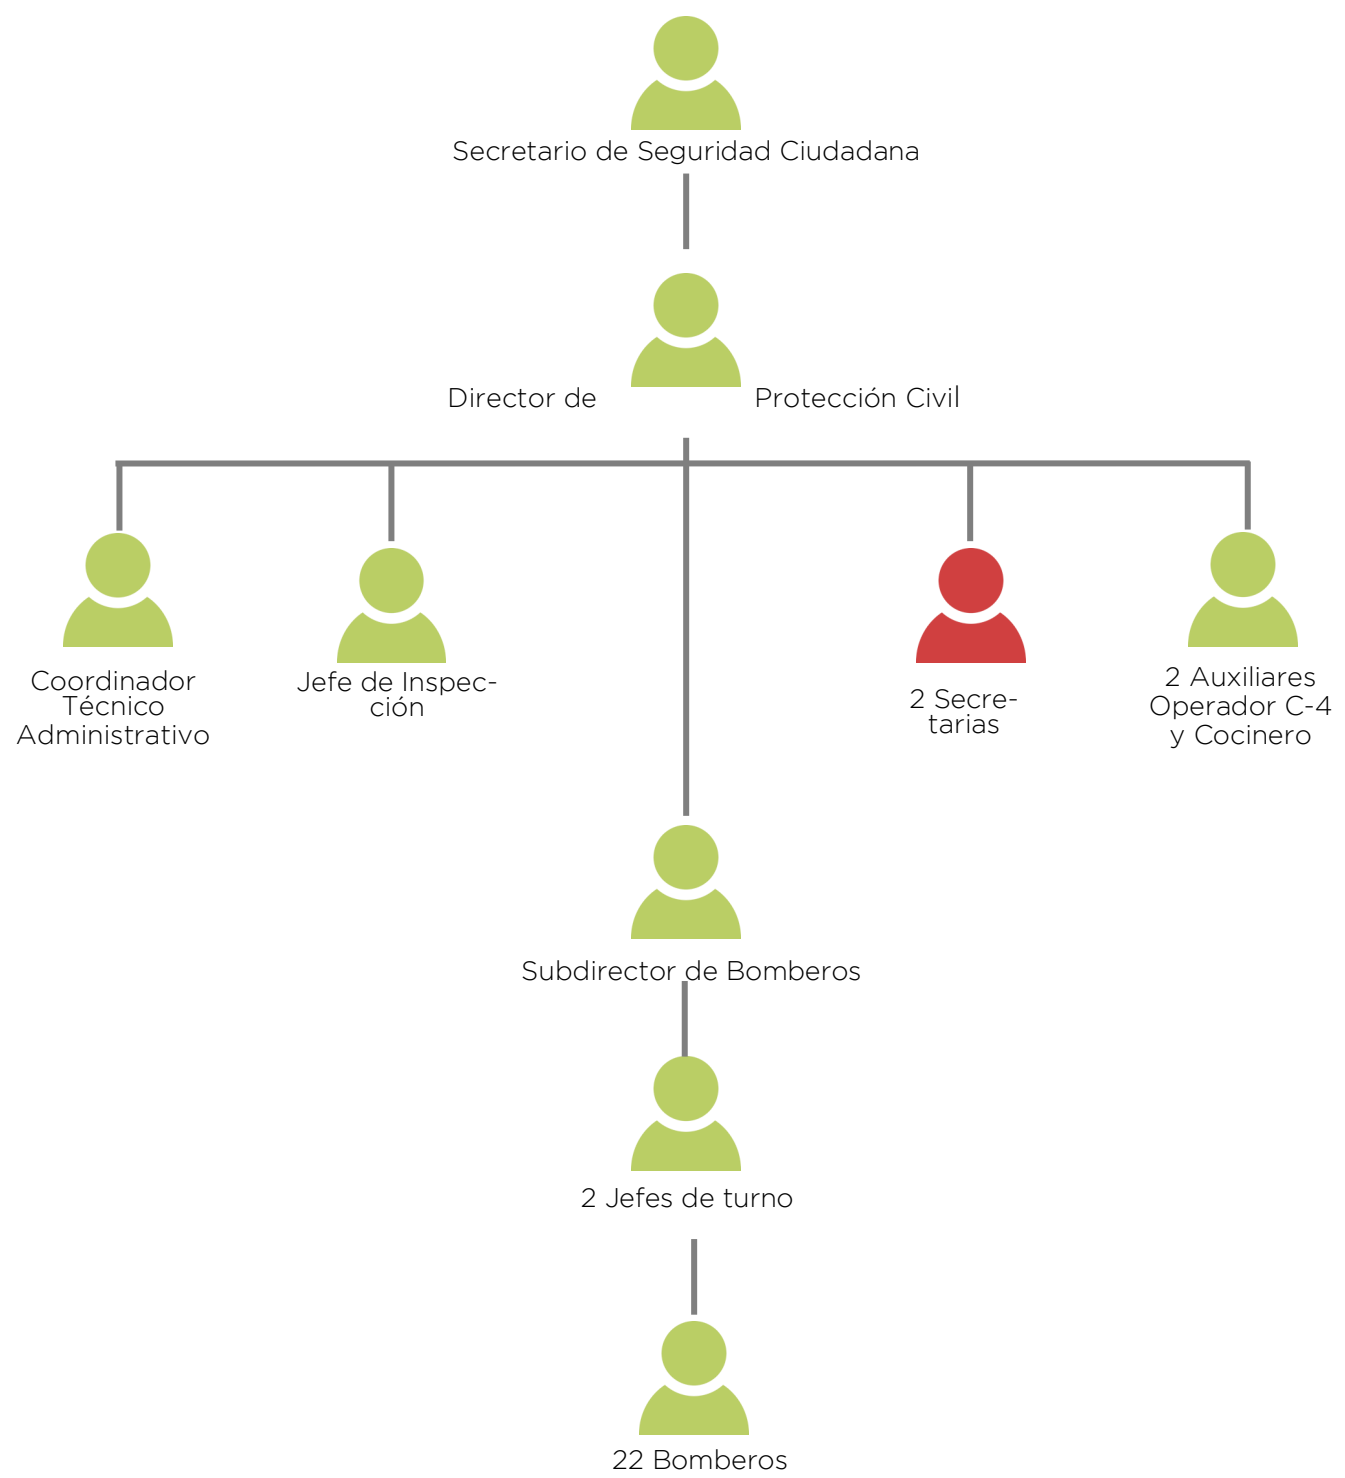 Secretario de Seguridad Ciudadana
Director de Protección Civil
Coordinador
Técnico
Administrativo
Jefe de Inspec-
ción
2 Secre-
tarias
2 Auxiliares
Operador C-4
y Cocinero
Subdirector de Bomberos
2 Jefes de turno
22 Bomberos